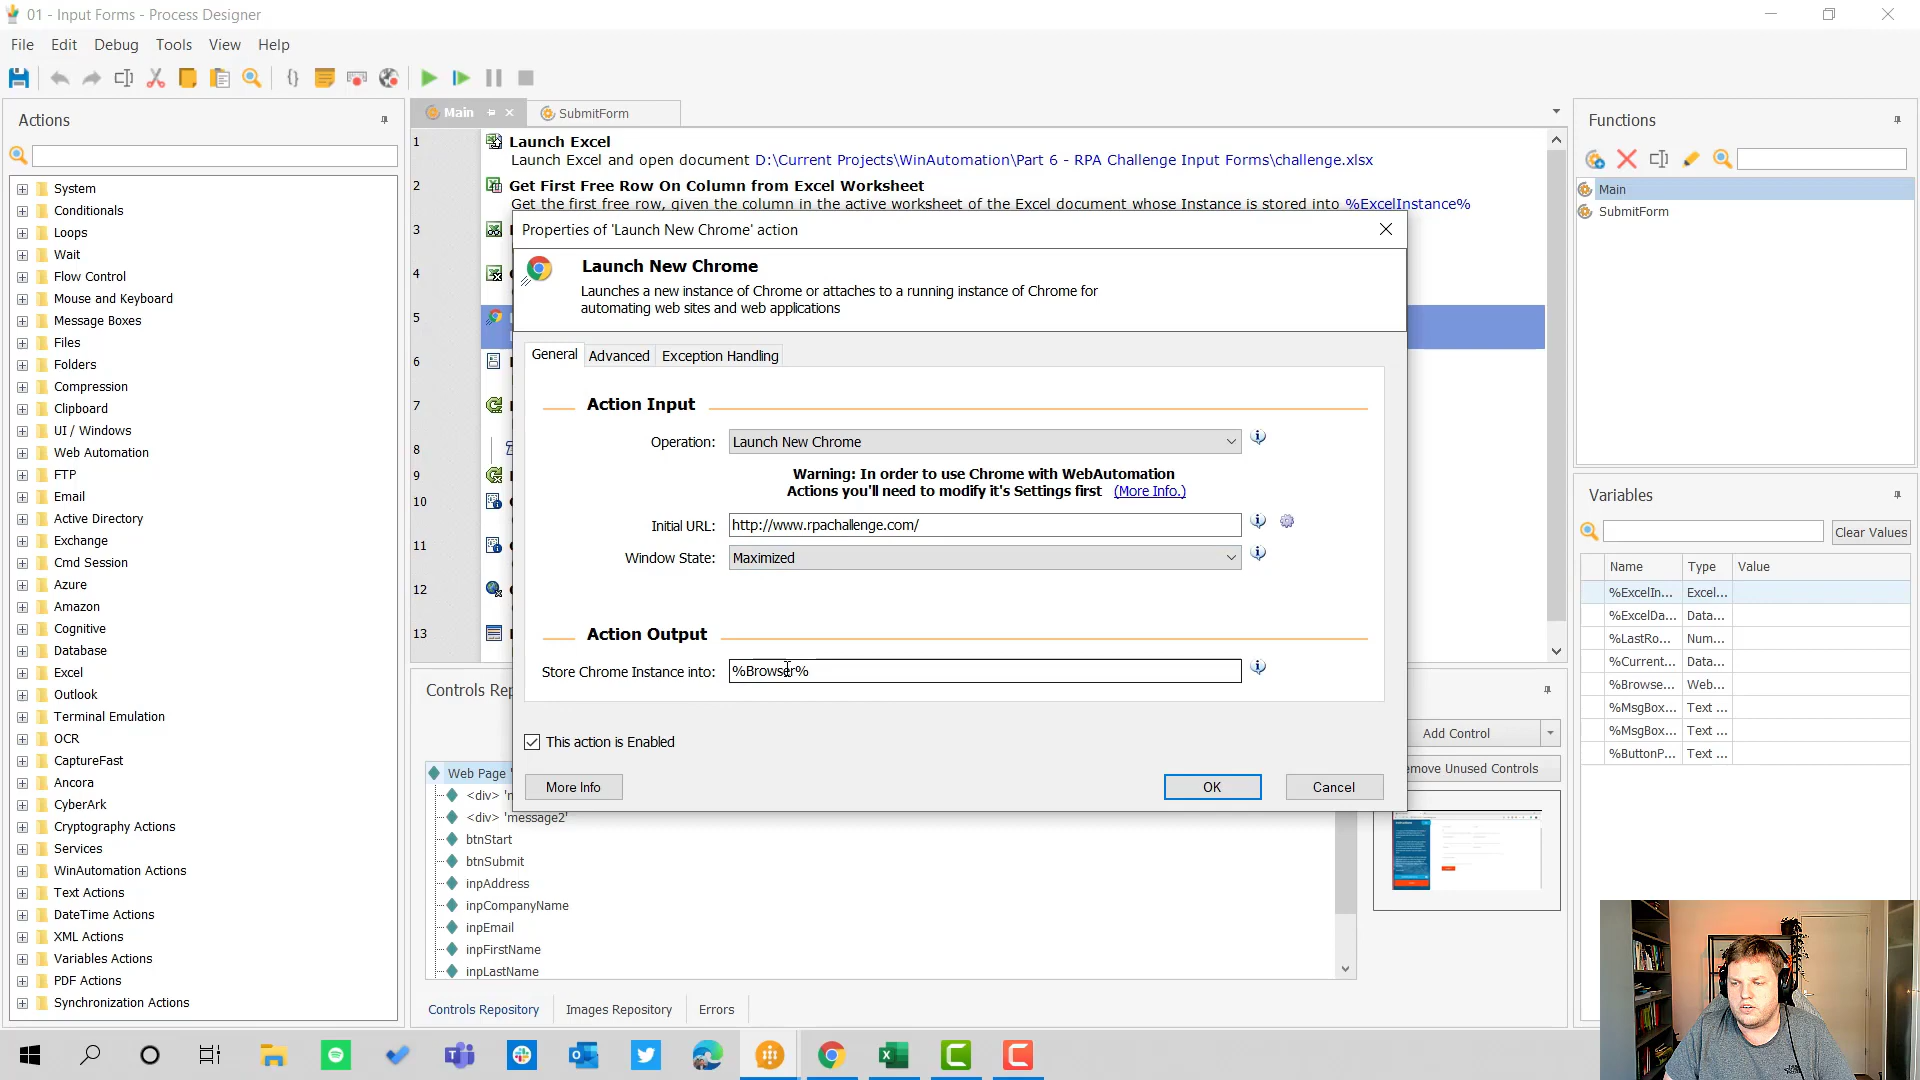 01 - Input Forms - Process Designer
File Edit Debug Tools View Help
Actions
System
Conditionals
Loops
Wait
Flow Control
Mouse and Keyboard
Message Boxes
Files
Folders
Compression
Clipboard
UI / Windows
Web Automation
FTP
Email
Active Directory
Exchange
Cmd Session
Azure
Amazon
Cognitive
Database
Excel
Outlook
Terminal Emulation
OCR
CaptureFast
Ancora
CyberArk
Cryptography Actions
Services
WinAutomation Actions
Text Actions
DateTime Actions
XML Actions
Variables Actions
PDF Actions
Synchronization Actions
Main SubmitForm
1 Launch Excel
Launch Excel and open document D:\Current Projects\WinAutomation\Part 6 - RPA Challenge Input Forms\challenge.xlsx
2 Get First Free Row On Column from Excel Worksheet
Get the first free row, given the column in the active worksheet of the Excel document whose Instance is stored into %ExcelInstance%
3
4
5
6
7
8
9
10
11
12
13
Properties of 'Launch New Chrome' action
Launch New Chrome
Launches a new instance of Chrome or attaches to a running instance of Chrome for
automating web sites and web applications
General Advanced Exception Handling
Action Input
Operation: Launch New Chrome
Warning: In order to use Chrome with WebAutomation
Actions you'll need to modify it's Settings first (More Info.)
Initial URL: http://www.rpachallenge.com/
Window State: Maximized
Action Output
Store Chrome Instance into: %Browser%
This action is Enabled
More Info OK Cancel
Controls Rep
Add Control
emove Unused Controls
Web Page '
<div> 'm
<div> 'message2'
btnStart
btnSubmit
inpAddress
inpCompanyName
inpEmail
inpFirstName
inpLastName
Controls Repository Images Repository Errors
Functions
Main
SubmitForm
Variables
Clear Values
Name Type Value
%ExcelIn... Excel...
%ExcelDa... Data...
%LastRo... Num...
%Current... Data...
%Browse... Web...
%MsgBox... Text ...
%MsgBox... Text ...
%ButtonP... Text ...